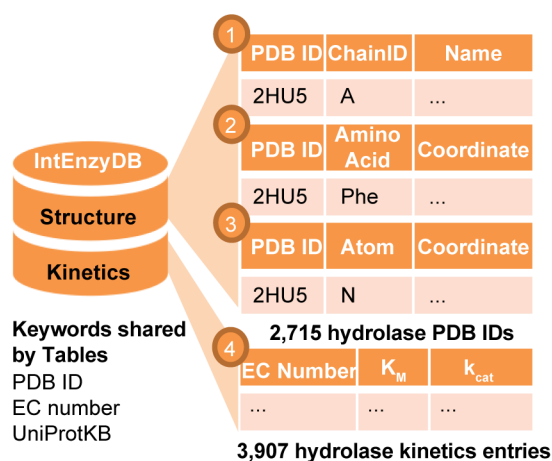 1
PDB ID ChainID Name
2HU5 A ...
2
PDB ID Amino Acid Coordinate
2HU5 Phe ...
3
PDB ID Atom Coordinate
2HU5 N ...
2,715 hydrolase PDB IDs
4
EC Number K_M k_cat
... ... ...
3,907 hydrolase kinetics entries
IntEnzyDB
Structure
Kinetics
Keywords shared
by Tables
PDB ID
EC number
UniProtKB